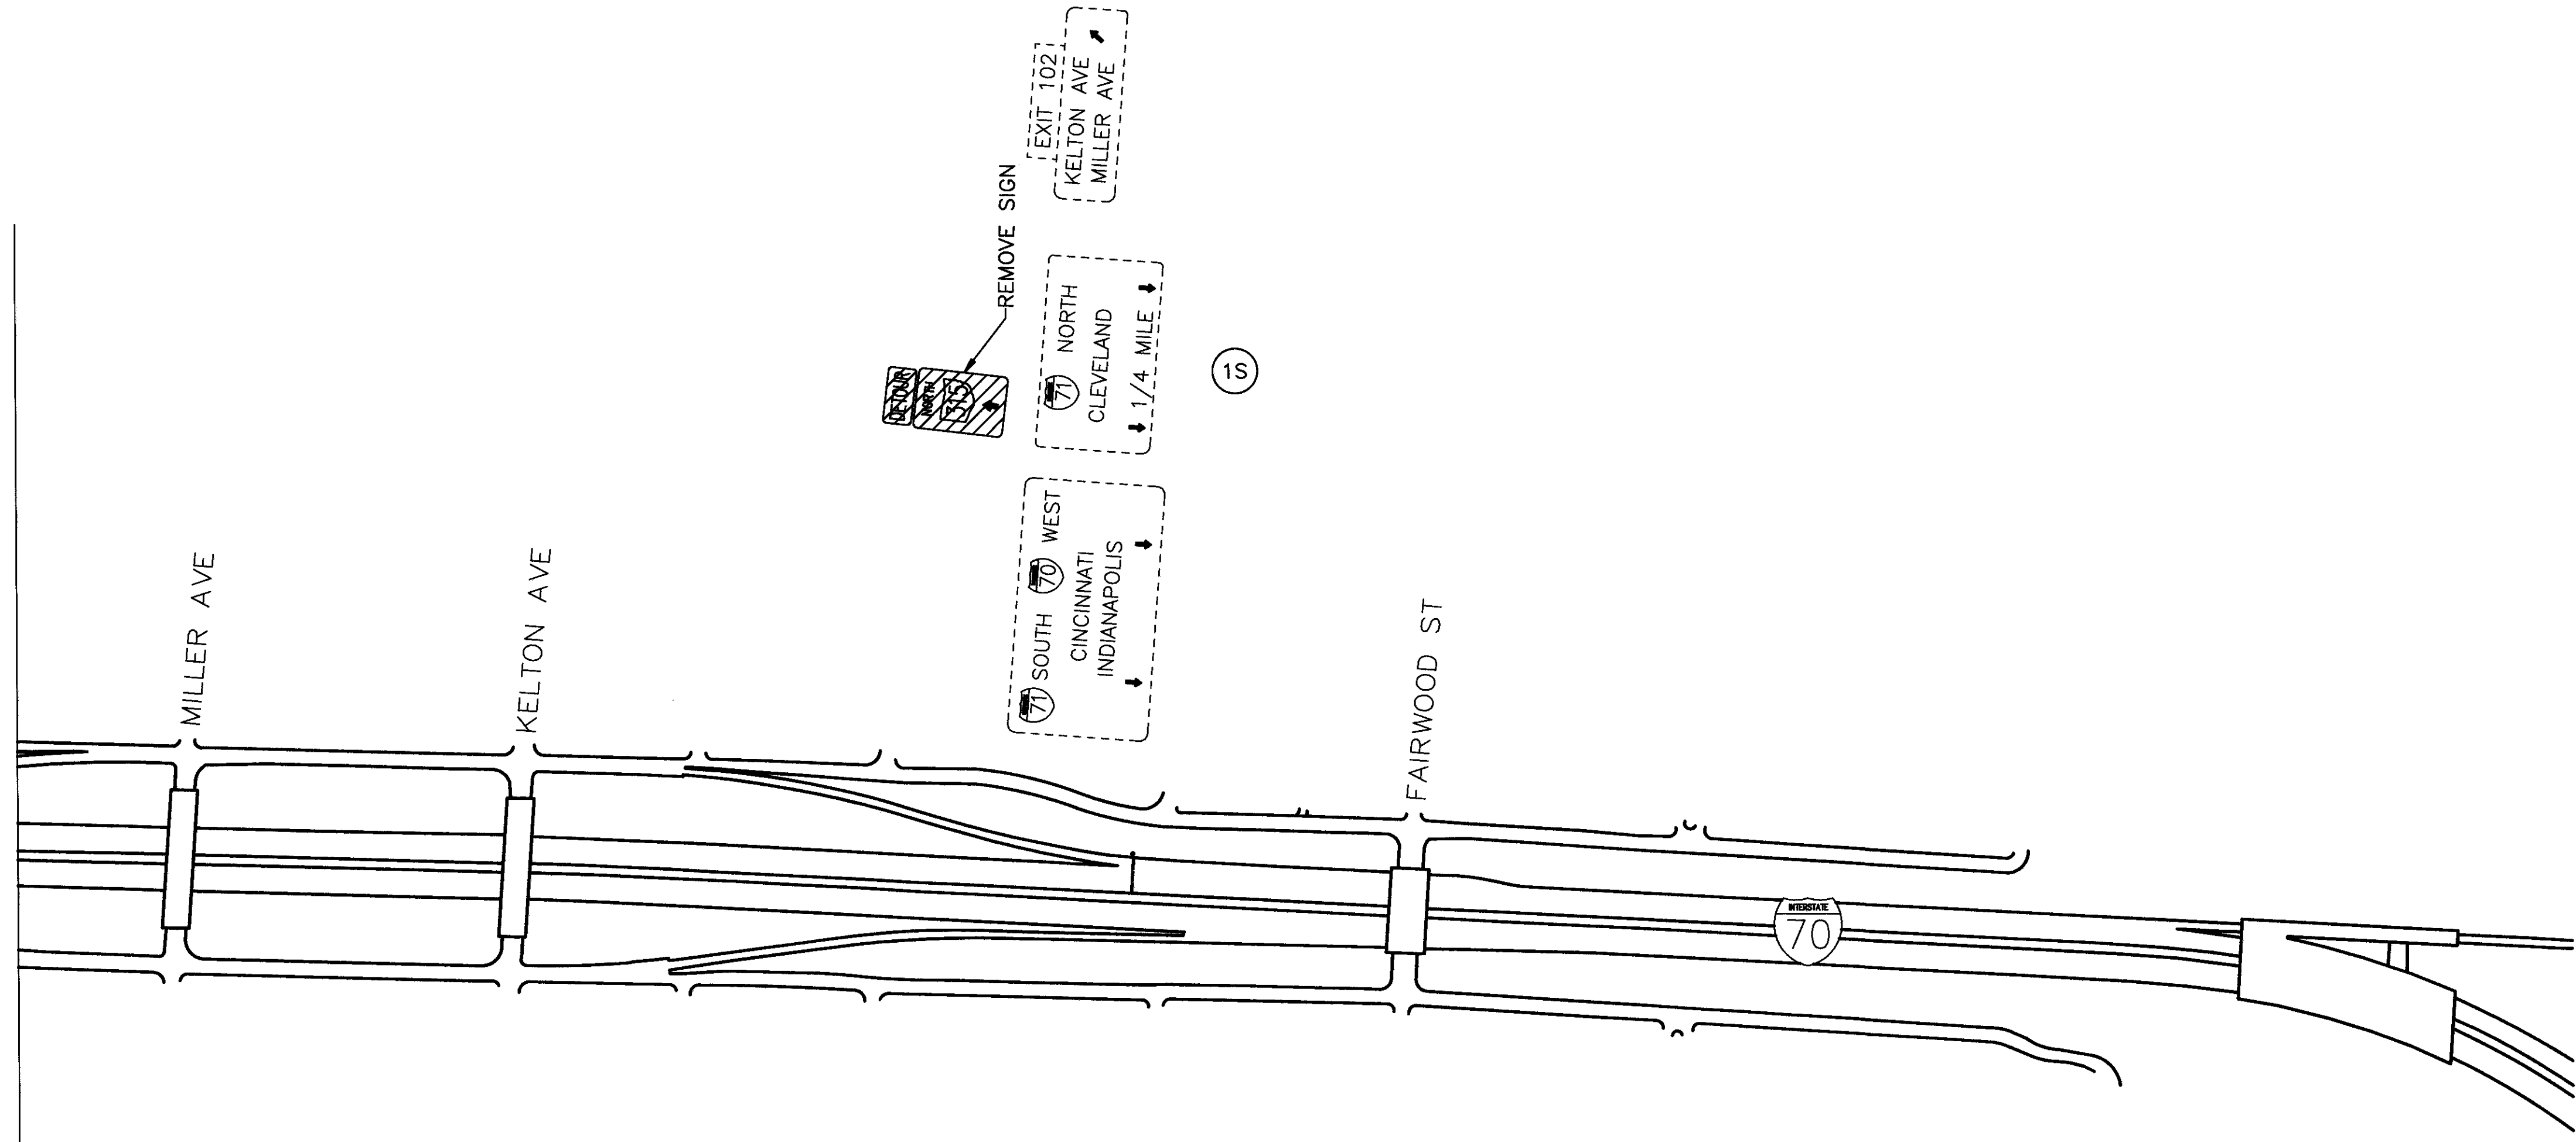 EXIT 102
KELTON AVE
MILLER AVE
REMOVE SIGN
DETOUR
NORTH
315
71 NORTH
CLEVELAND
1/4 MILE
1S
71 SOUTH 70 WEST
CINCINNATI
INDIANAPOLIS
MILLER AVE
KELTON AVE
FAIRWOOD ST
INTERSTATE
70